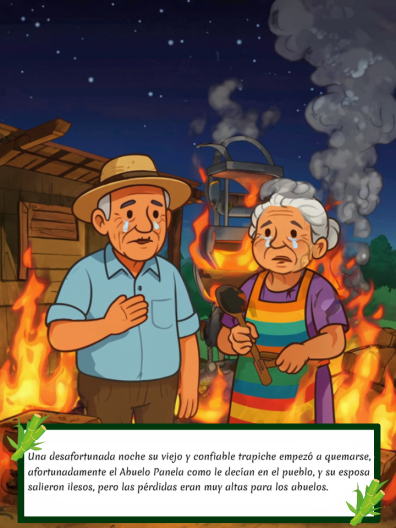 Una desafortunada noche su viejo y confiable trapiche empezó a quemarse,
afortunadamente el Abuelo Panela como le decían en el pueblo, y su esposa
salieron ilesos, pero las pérdidas eran muy altas para los abuelos.